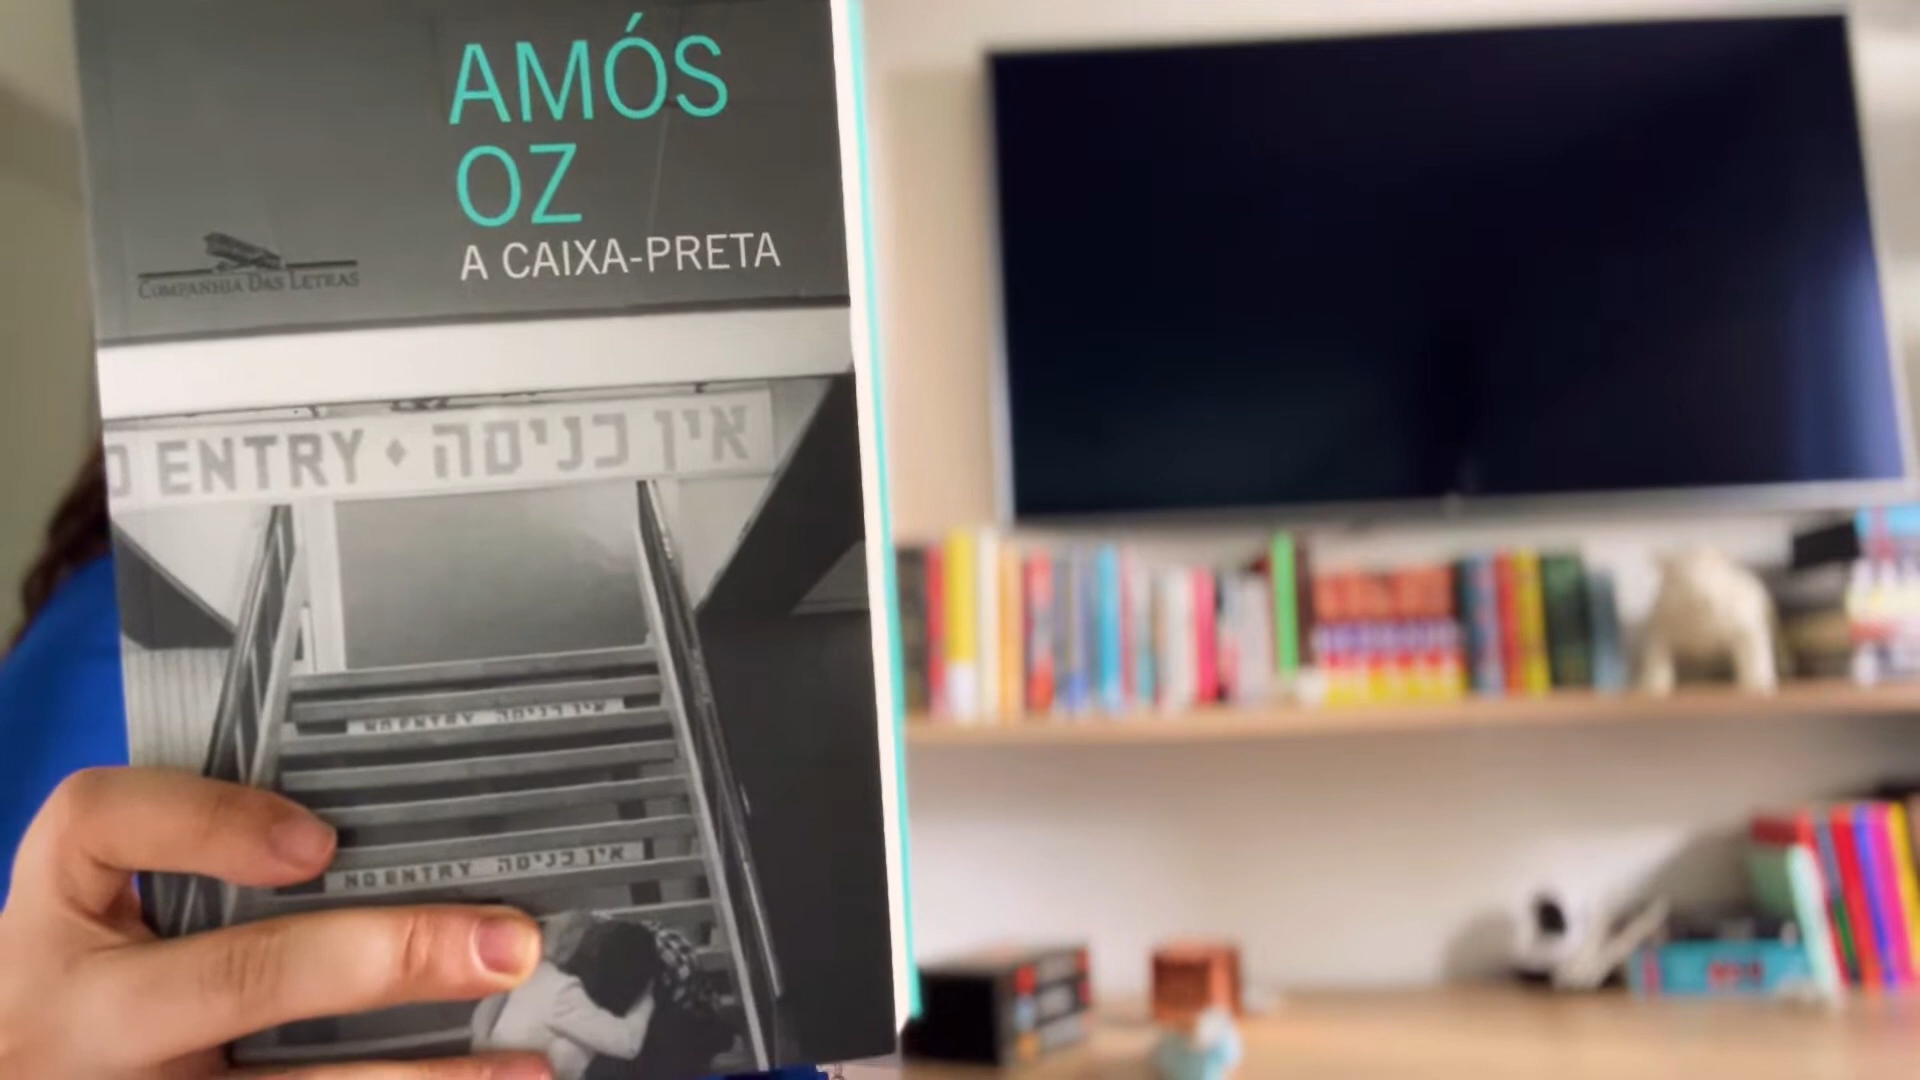 AMÓS
OZ
A CAIXA-PRETA
COMPANHIA DAS LETRAS
ENTRY ♦ אין כניסה
NO ENTRY אין כניסה
NO ENTRY אין כניסה